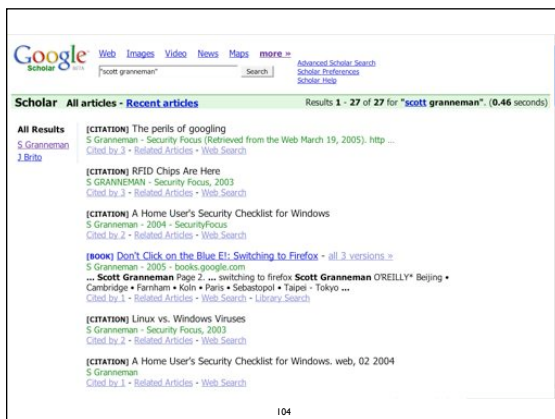 Google
Scholar BETA
Web Images Video News Maps more »
"scott granneman" Search
Advanced Scholar Search
Scholar Preferences
Scholar Help
Scholar All articles - Recent articles Results 1 - 27 of 27 for "scott granneman". (0.46 seconds)
All Results
S Granneman
J Brito
[CITATION] The perils of googling
S Granneman - Security Focus (Retrieved from the Web March 19, 2005). http ...
Cited by 3 - Related Articles - Web Search
[CITATION] RFID Chips Are Here
S GRANNEMAN - Security Focus, 2003
Cited by 3 - Related Articles - Web Search
[CITATION] A Home User's Security Checklist for Windows
S Granneman - 2004 - SecurityFocus
Cited by 2 - Related Articles - Web Search
[BOOK] Don't Click on the Blue E!: Switching to Firefox - all 3 versions »
S Granneman - 2005 - books.google.com
... Scott Granneman Page 2. ... switching to firefox Scott Granneman O'REILLY* Beijing •
Cambridge • Farnham • Koln • Paris • Sebastopol • Taipei - Tokyo ...
Cited by 1 - Related Articles - Web Search - Library Search
[CITATION] Linux vs. Windows Viruses
S Granneman - Security Focus, 2003
Cited by 2 - Related Articles - Web Search
[CITATION] A Home User's Security Checklist for Windows. web, 02 2004
S Granneman
Cited by 1 - Related Articles - Web Search
104